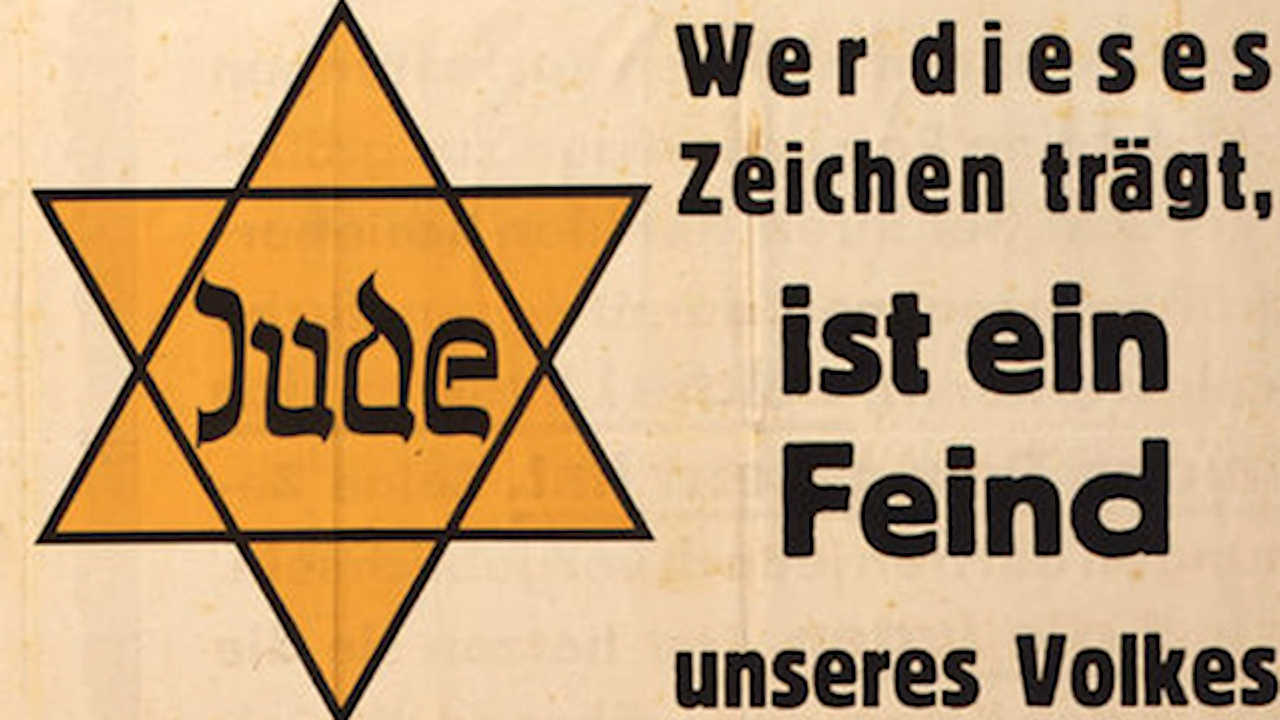 Jude
Wer dieses
Zeichen trägt,
ist ein
Feind
unseres Volkes